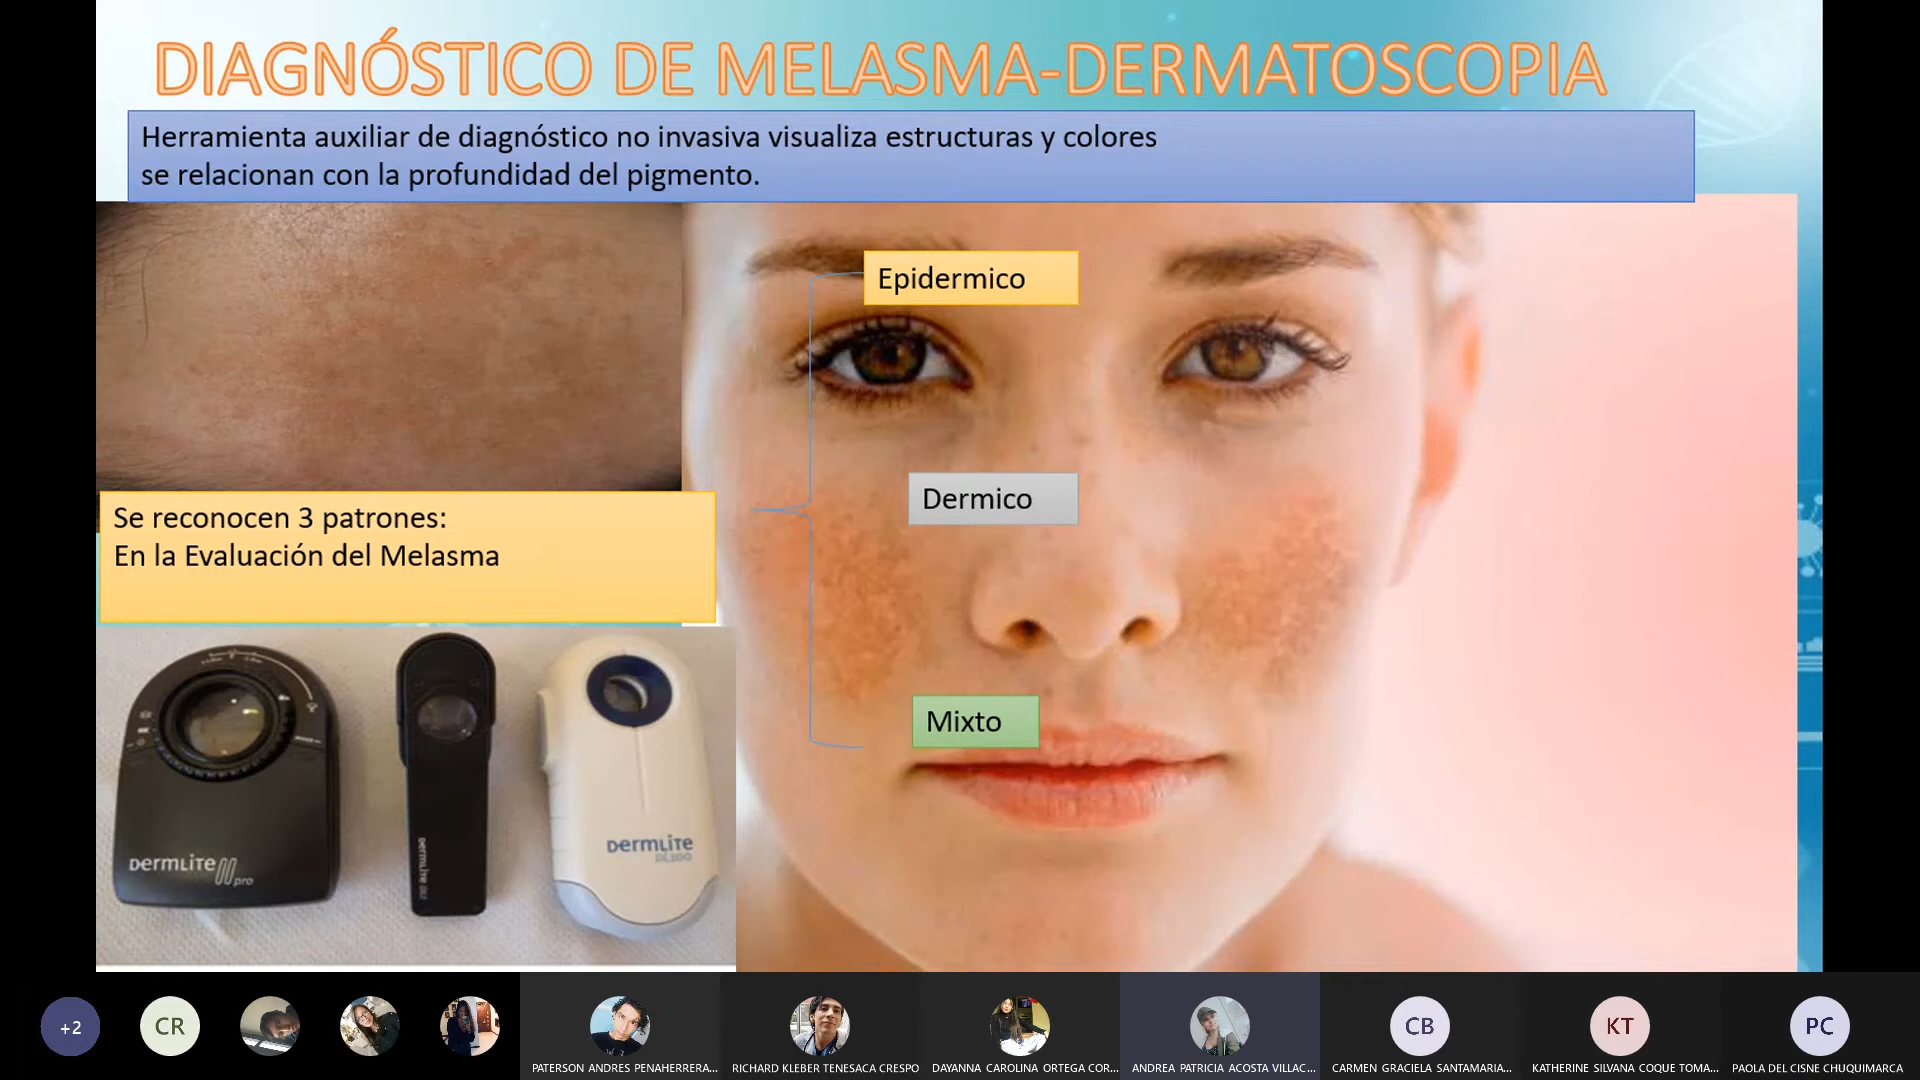 DIAGNÓSTICO DE MELASMA-DERMATOSCOPIA
Herramienta auxiliar de diagnóstico no invasiva visualiza estructuras y colores
se relacionan con la profundidad del pigmento.
Epidermico
Dermico
Mixto
Se reconocen 3 patrones:
En la Evaluación del Melasma
DermLite II pro
DermLite
DermLite
DL100
+2
CR
CB
KT
PC
PATERSON ANDRES PENAHERRERA...
RICHARD KLEBER TENESACA CRESPO
DAYANNA CAROLINA ORTEGA COR...
ANDREA PATRICIA ACOSTA VILLAC...
CARMEN GRACIELA SANTAMARIA...
KATHERINE SILVANA COQUE TOMA...
PAOLA DEL CISNE CHUQUIMARCA